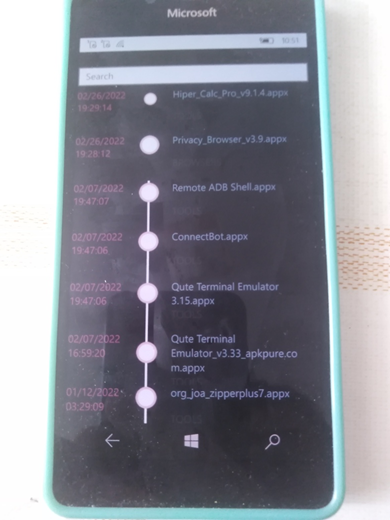 Microsoft
10:51
Search
02/26/2022
19:29:14
Hiper_Calc_Pro_v9.1.4.appx
02/26/2022
19:28:12
Privacy_Browser_v3.9.appx
02/07/2022
19:47:07
Remote ADB Shell.appx
02/07/2022
19:47:06
ConnectBot.appx
02/07/2022
19:47:06
Qute Terminal Emulator
3.15.appx
02/07/2022
16:59:20
Qute Terminal
Emulator_v3.33_apkpure.co
m.appx
01/12/2022
03:29:09
org_joa_zipperplus7.appx